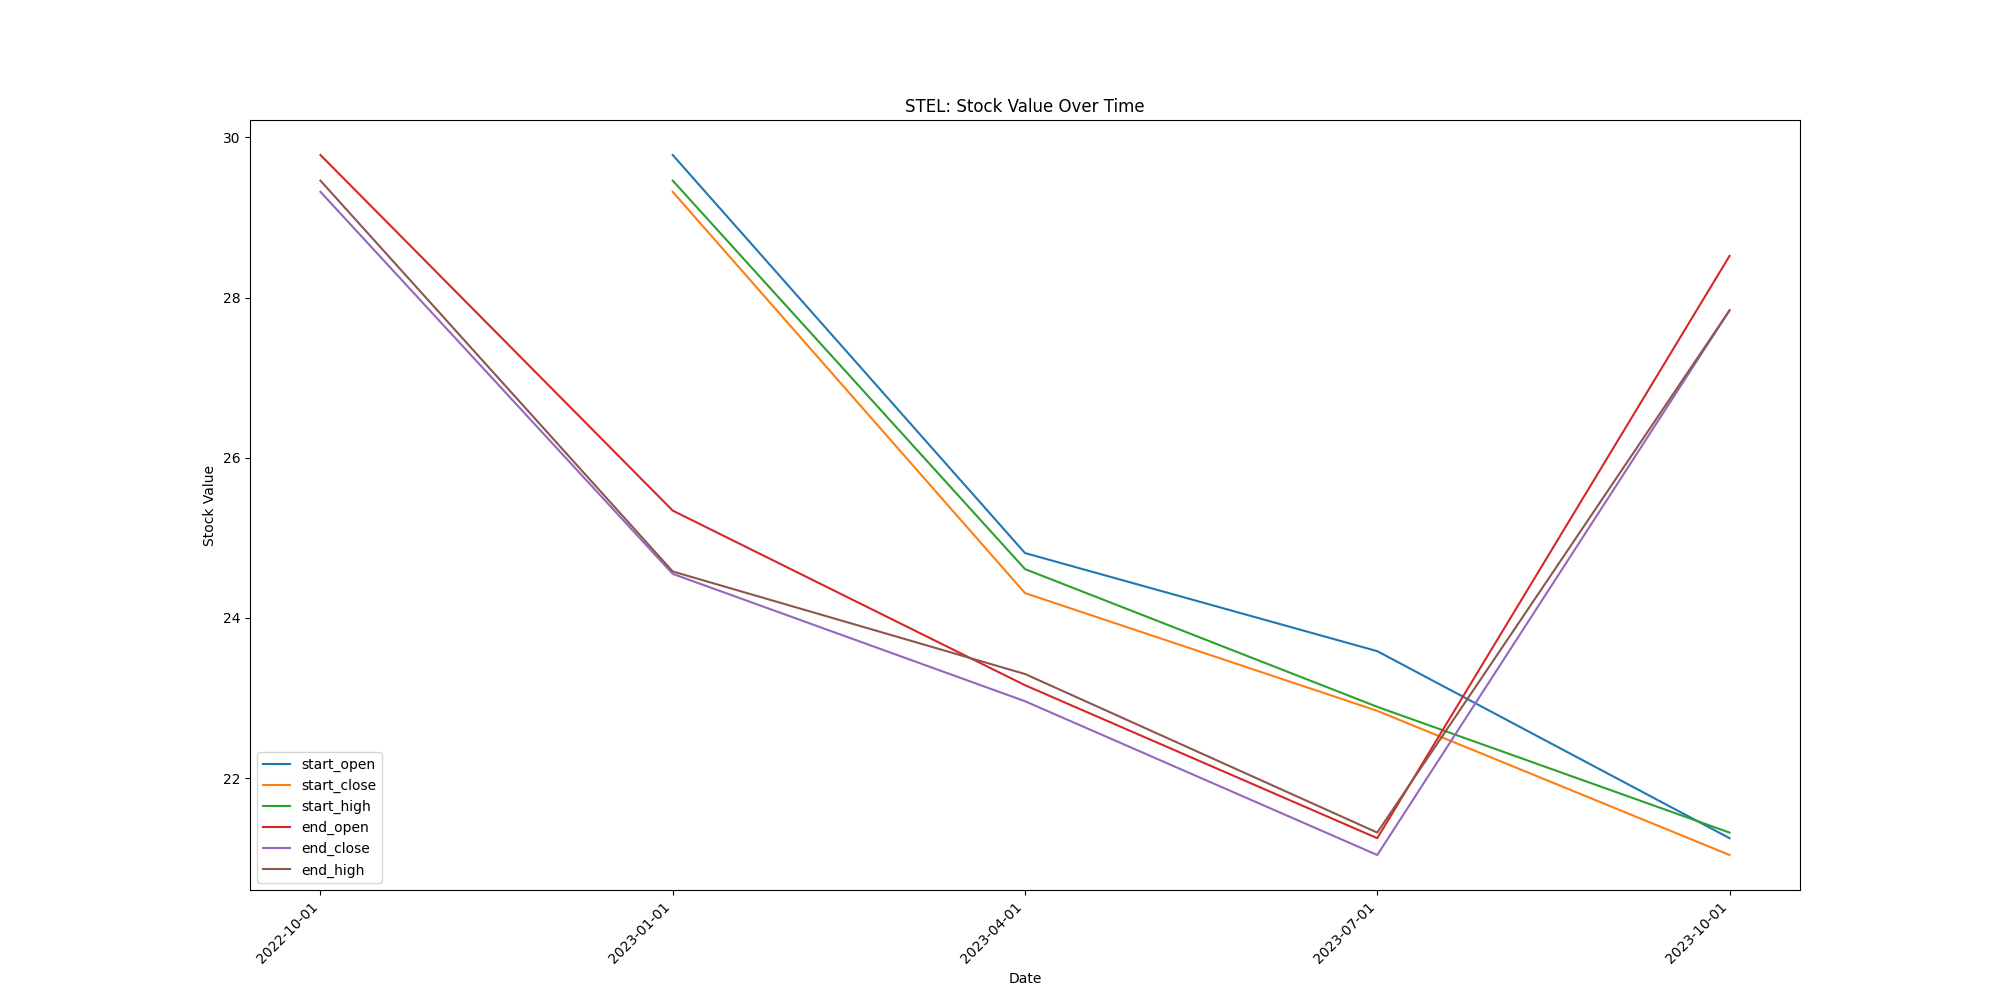 STEL: Stock Value Over Time
30
28
26
24
22
Stock Value
start_open
start_close
start_high
end_open
end_close
end_high
2022-10-01
2023-01-01
2023-04-01
2023-07-01
2023-10-01
Date